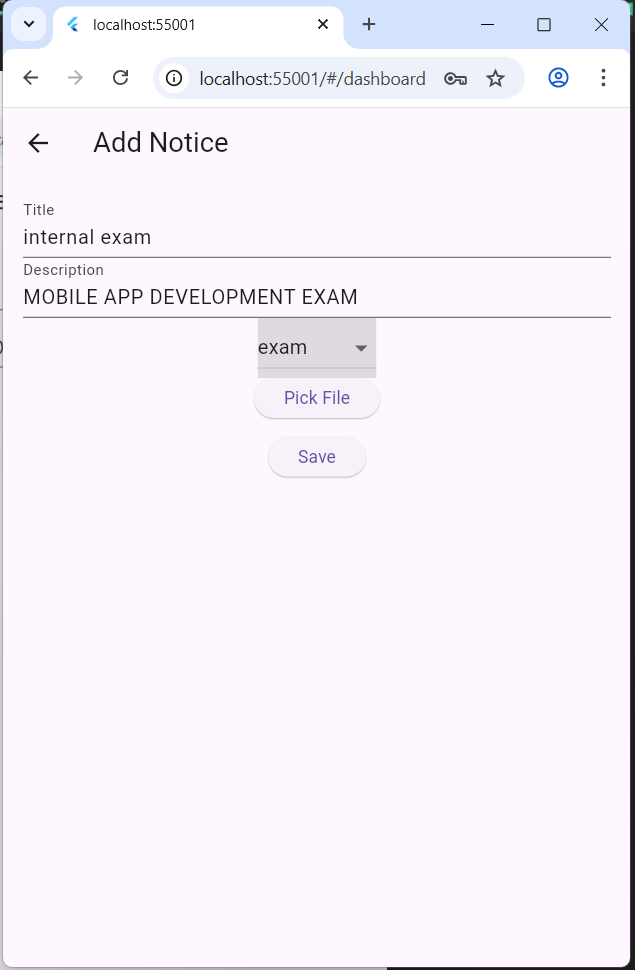 localhost:55001
localhost:55001/#/dashboard
Add Notice
Title
internal exam
Description
MOBILE APP DEVELOPMENT EXAM
exam
Pick File
Save